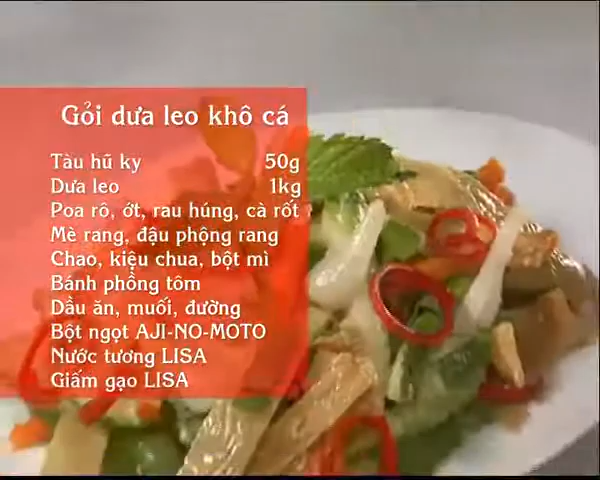 Gỏi dưa leo khô cá
Tàu hũ ky 50g
Dưa leo 1kg
Poa rô, ớt, rau húng, cà rốt
Mè rang, đậu phộng rang
Chao, kiệu chua, bột mì
Bánh phồng tôm
Dầu ăn, muối, đường
Bột ngọt AJI-NO-MOTO
Nước tương LISA
Giấm gạo LISA